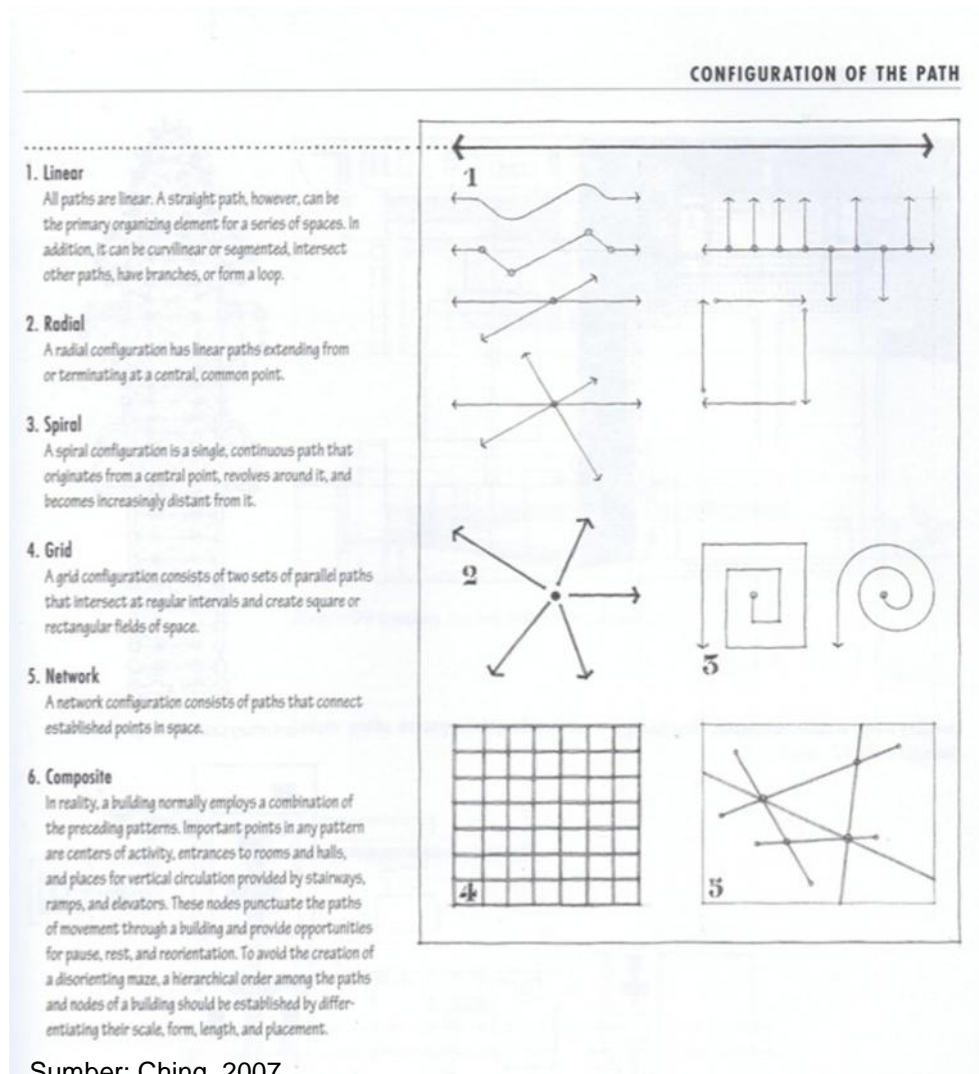 CONFIGURATION OF THE PATH
1. Linear
All paths are linear. A straight path, however, can be
the primary organizing element for a series of spaces. In
addition, it can be curvilinear or segmented, intersect
other paths, have branches, or form a loop.
2. Radial
A radial configuration has linear paths extending from
or terminating at a central, common point.
3. Spiral
A spiral configuration is a single, continuous path that
originates from a central point, revolves around it, and
becomes increasingly distant from it.
4. Grid
A grid configuration consists of two sets of parallel paths
that intersect at regular intervals and create square or
rectangular fields of space.
5. Network
A network configuration consists of paths that connect
established points in space.
6. Composite
In reality, a building normally employs a combination of
the preceding patterns. Important points in any pattern
are centers of activity, entrances to rooms and halls,
and places for vertical circulation provided by stairways,
ramps, and elevators. These nodes punctuate the paths
of movement through a building and provide opportunities
for pause, rest, and reorientation. To avoid the creation of
a disorienting maze, a hierarchical order among the paths
and nodes of a building should be established by differ-
entiating their scale, form, length, and placement.
1
2
3
4
5
Sumber: Ching, 2007